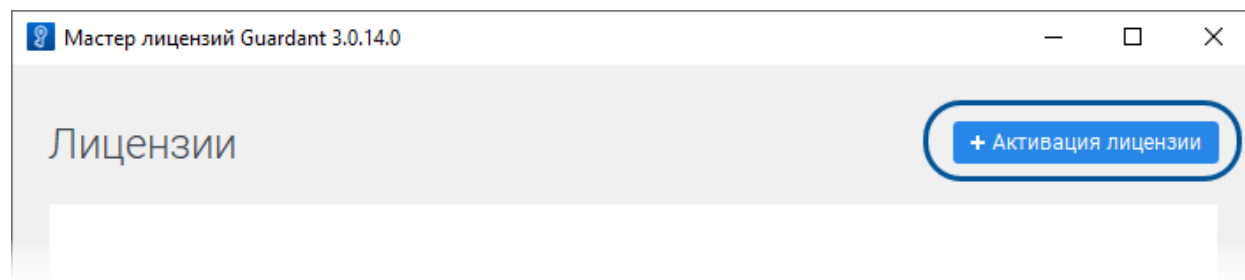 Мастер лицензий Guardant 3.0.14.0
Лицензии
+ Активация лицензии